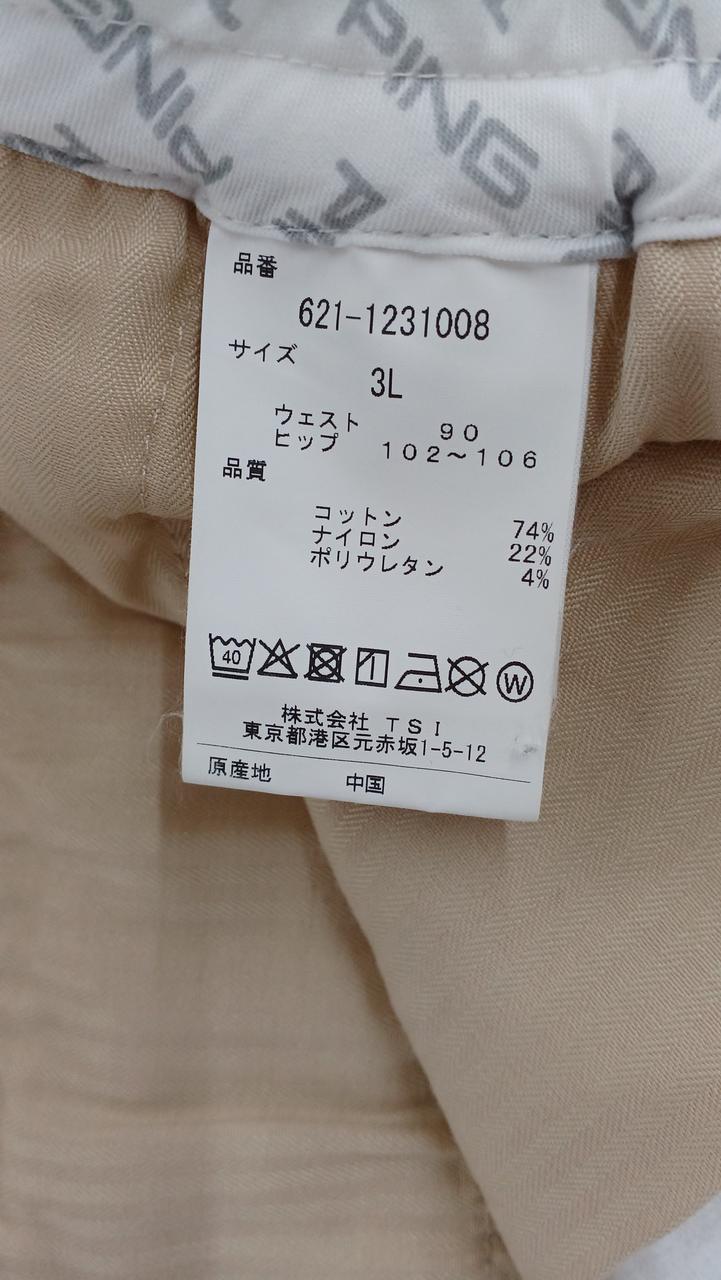 PING
PING
PING
品番
621-1231008
サイズ
3L
ウェスト 90
ヒップ 102～106
品質
コットン 74%
ナイロン 22%
ポリウレタン 4%
40
W
株式会社 TSI
東京都港区元赤坂1-5-12
原産地 中国